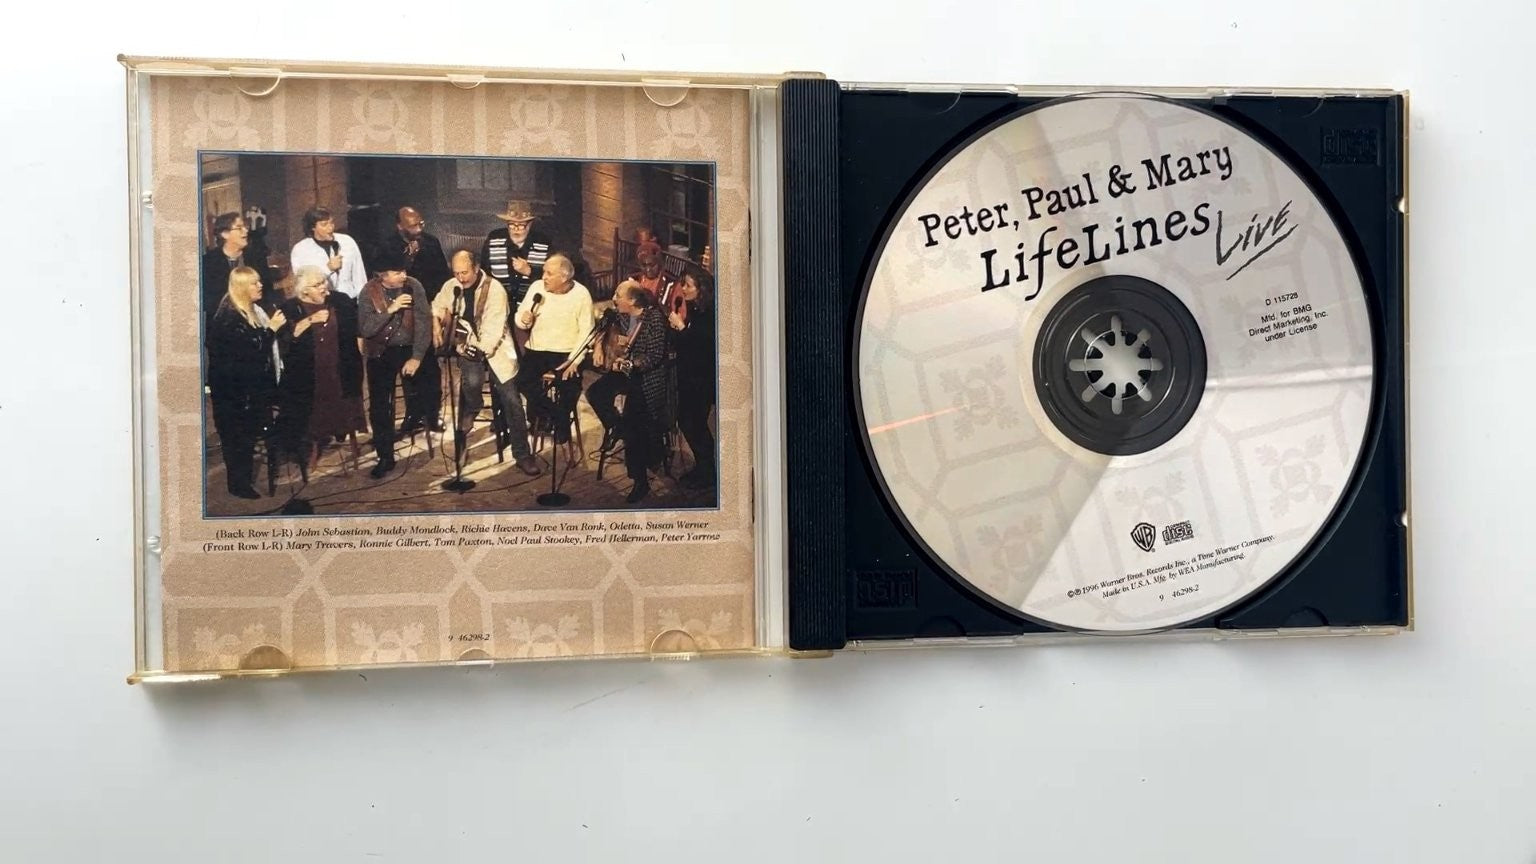 (Back Row L-R) John Sebastian, Buddy Mondlock, Richie Havens, Dave Van Ronk, Odetta, Susan Werner
(Front Row L-R) Mary Travers, Ronnie Gilbert, Tom Paxton, Noel Paul Stookey, Fred Hellerman, Peter Yarrow
9 46298-2
Peter, Paul & Mary
LifeLines Live
D 115728
Mfd. for BMG
Direct Marketing, Inc.
under License
©℗ 1996 Warner Bros. Records Inc., a Time Warner Company.
Made in U.S.A. Mfg. by WEA Manufacturing.
9 46298-2